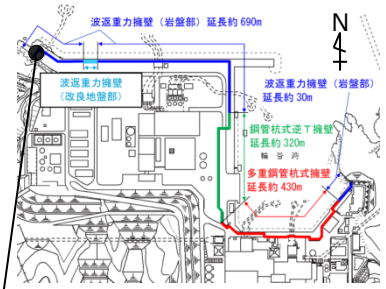 波返重力擁壁（岩盤部）延長約 690m
N
波返重力擁壁
（改良地盤部）
波返重力擁壁（岩盤部）
延長約 30m
鋼管杭式逆T擁壁
延長約 320m
輪谷湾
多重鋼管杭式擁壁
延長約 430m